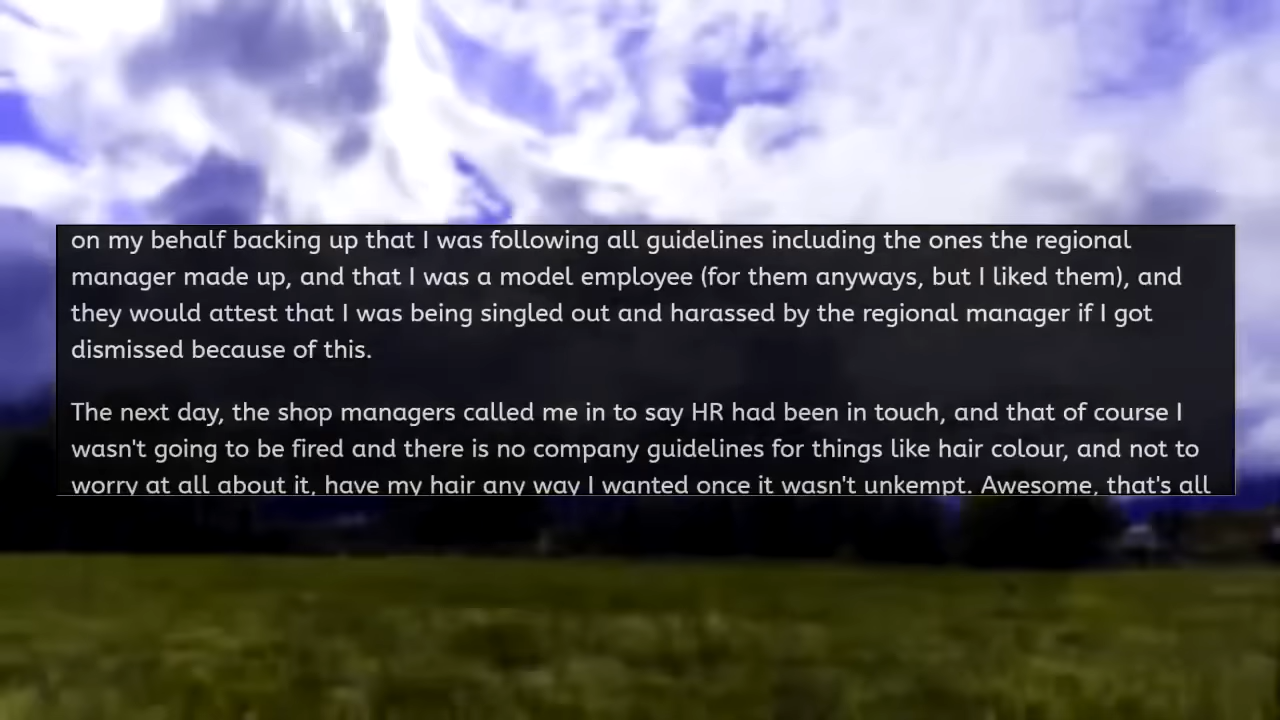 on my behalf backing up that I was following all guidelines including the ones the regional
manager made up, and that I was a model employee (for them anyways, but I liked them), and
they would attest that I was being singled out and harassed by the regional manager if I got
dismissed because of this.
The next day, the shop managers called me in to say HR had been in touch, and that of course I
wasn't going to be fired and there is no company guidelines for things like hair colour, and not to
worry at all about it, have my hair any way I wanted once it wasn't unkempt. Awesome, that's all